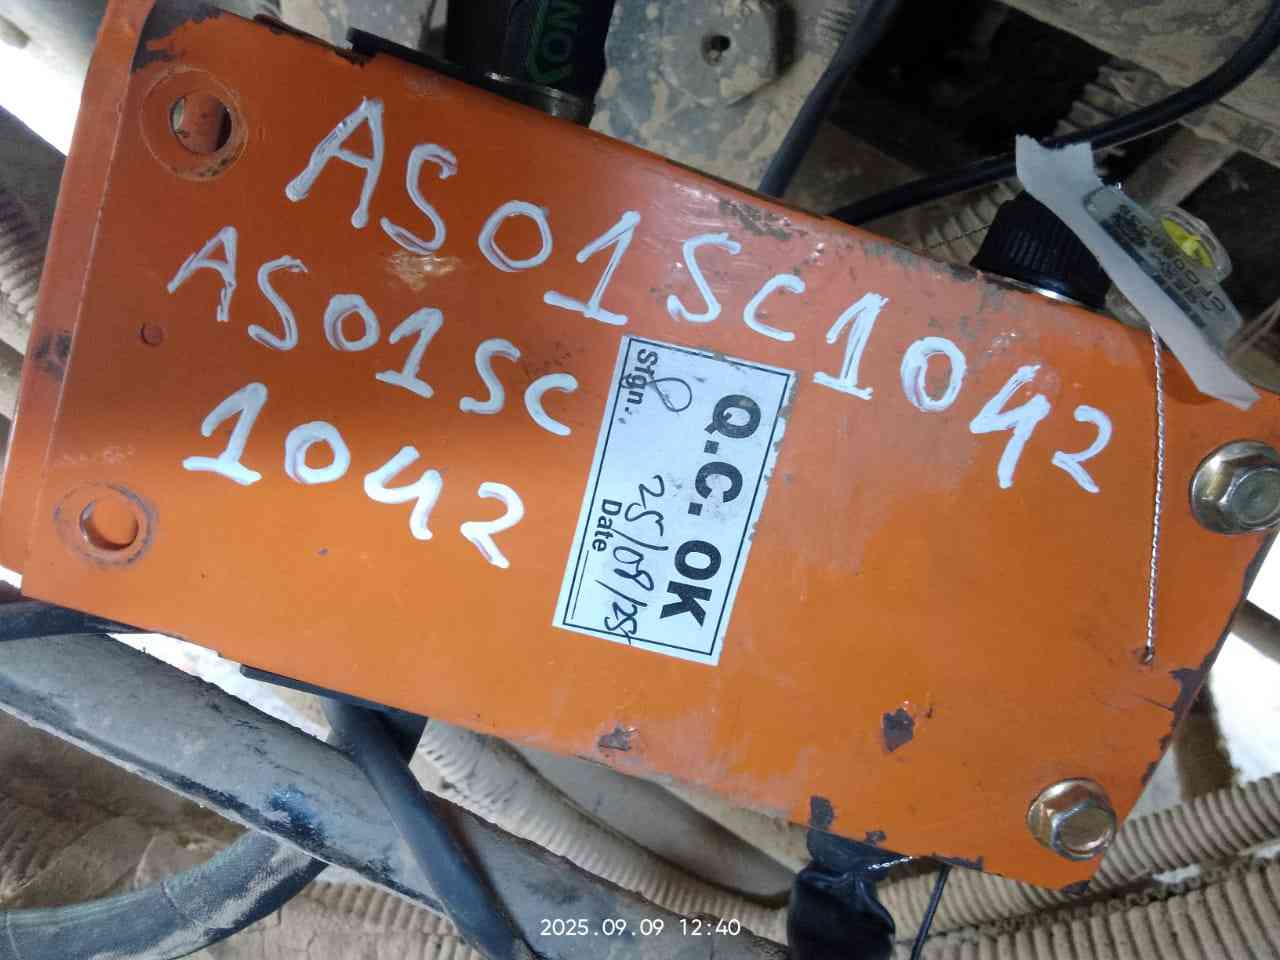 AS01SC1042
AS01SC
1042
Q.C. OK
Sign.
Date 25/08/25
2025.09.09 12:40